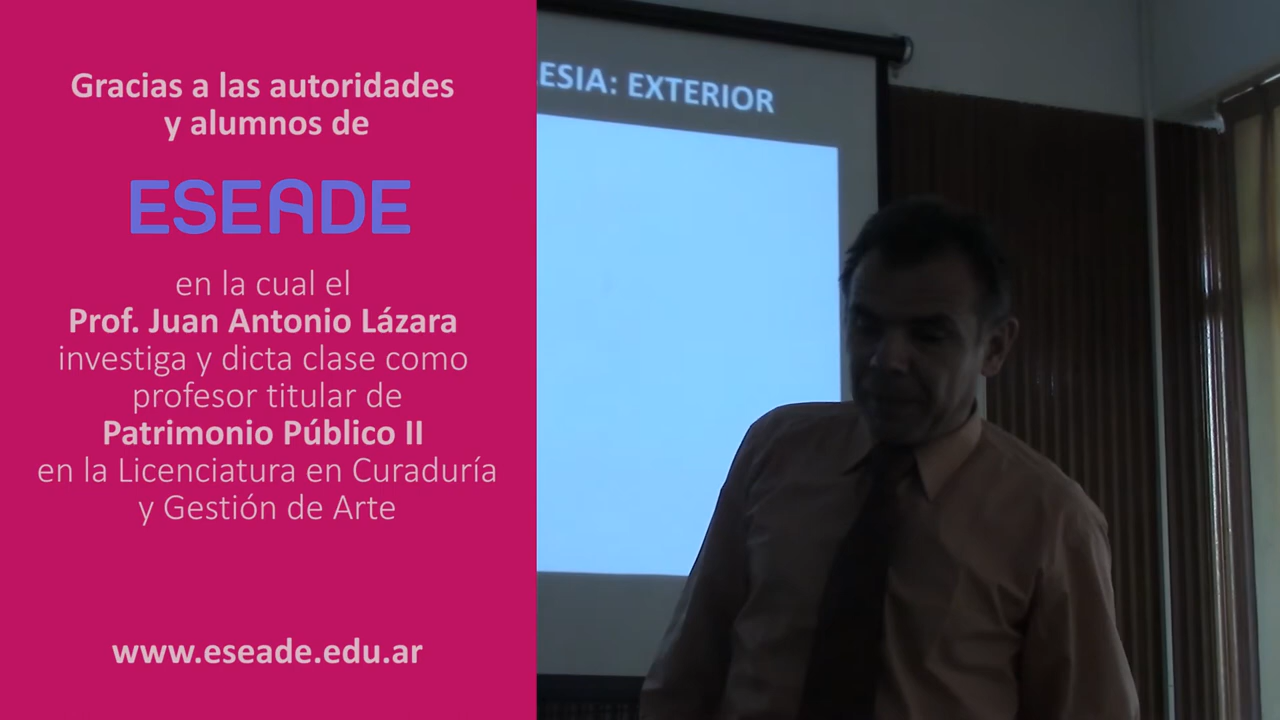 Gracias a las autoridades
y alumnos de
ESEADE
en la cual el
Prof. Juan Antonio Lázara
investiga y dicta clase como
profesor titular de
Patrimonio Público II
en la Licenciatura en Curaduría
y Gestión de Arte
www.eseade.edu.ar
LESIA: EXTERIOR